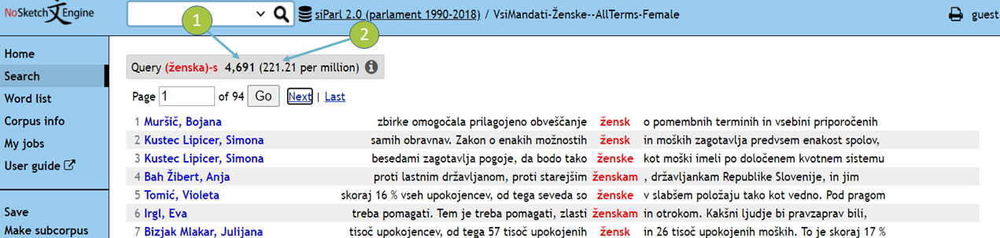 NoSketch Engine
siParl 2.0 (parlament 1990-2018) / VsiMandati-Ženske--AllTerms-Female
guest
1
2
Home
Search
Word list
Corpus info
My jobs
User guide
Save
Make subcorpus
Query (ženska)-s 4,691 (221.21 per million)
Page 1 of 94 Go Next | Last
1 Muršič, Bojana zbirke omogočala prilagojeno obveščanje žensk o pomembnih terminih in vsebini priporočenih
2 Kustec Lipicer, Simona samih obravnav. Zakon o enakih možnostih žensk in moških zagotavlja predvsem enakost spolov,
3 Kustec Lipicer, Simona besedami zagotavlja pogoje, da bodo tako ženske kot moški imeli po določenem kvotnem sistemu
4 Bah Žibert, Anja proti lastnim državljanom, proti starejšim ženskam , državljankam Republike Slovenije, in jim
5 Tomić, Violeta skoraj 16 % vseh upokojencev, od tega seveda so ženske v slabšem položaju tako kot vedno. Pod pragom
6 Irgl, Eva treba pomagati. Tem je treba pomagati, zlasti ženskam in otrokom. Kakšni ljudje bi pravzaprav bili,
7 Bizjak Mlakar, Julijana tisoč upokojencev, od tega 57 tisoč upokojenih žensk in 26 tisoč upokojenih moških. To je skoraj 17 %